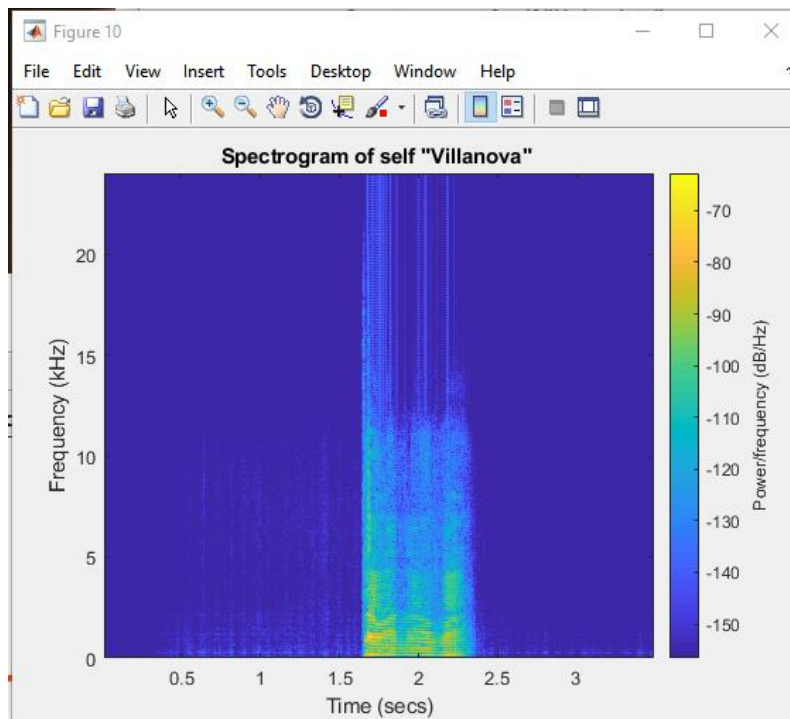 Figure 10
File Edit View Insert Tools Desktop Window Help
Spectrogram of self "Villanova"
20
15
10
5
0
Frequency (kHz)
0.5 1 1.5 2 2.5 3
Time (secs)
-70
-80
-90
-100
-110
-120
-130
-140
-150
Power/frequency (dB/Hz)